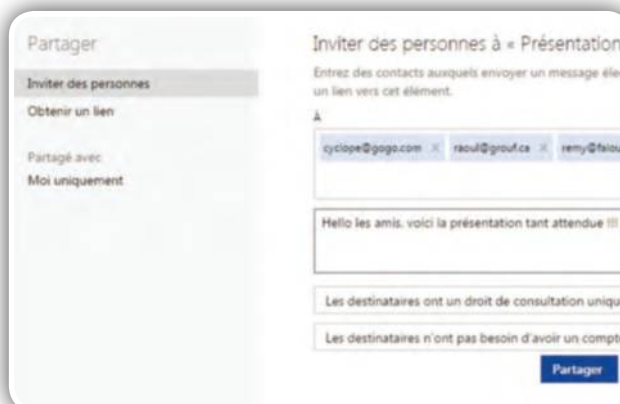 Partager
Inviter des personnes
Obtenir un lien
Partagé avec
Moi uniquement
Inviter des personnes à « Présentation
Entrez des contacts auxquels envoyer un message éle
un lien vers cet élément.
À
cyclope@gogo.com × raoul@grouf.ca ×
Hello les amis, voici la présentation tant attendue !!!
Les destinataires ont un droit de consultation uniqu
Les destinataires n'ont pas besoin d'avoir un compt
Partager